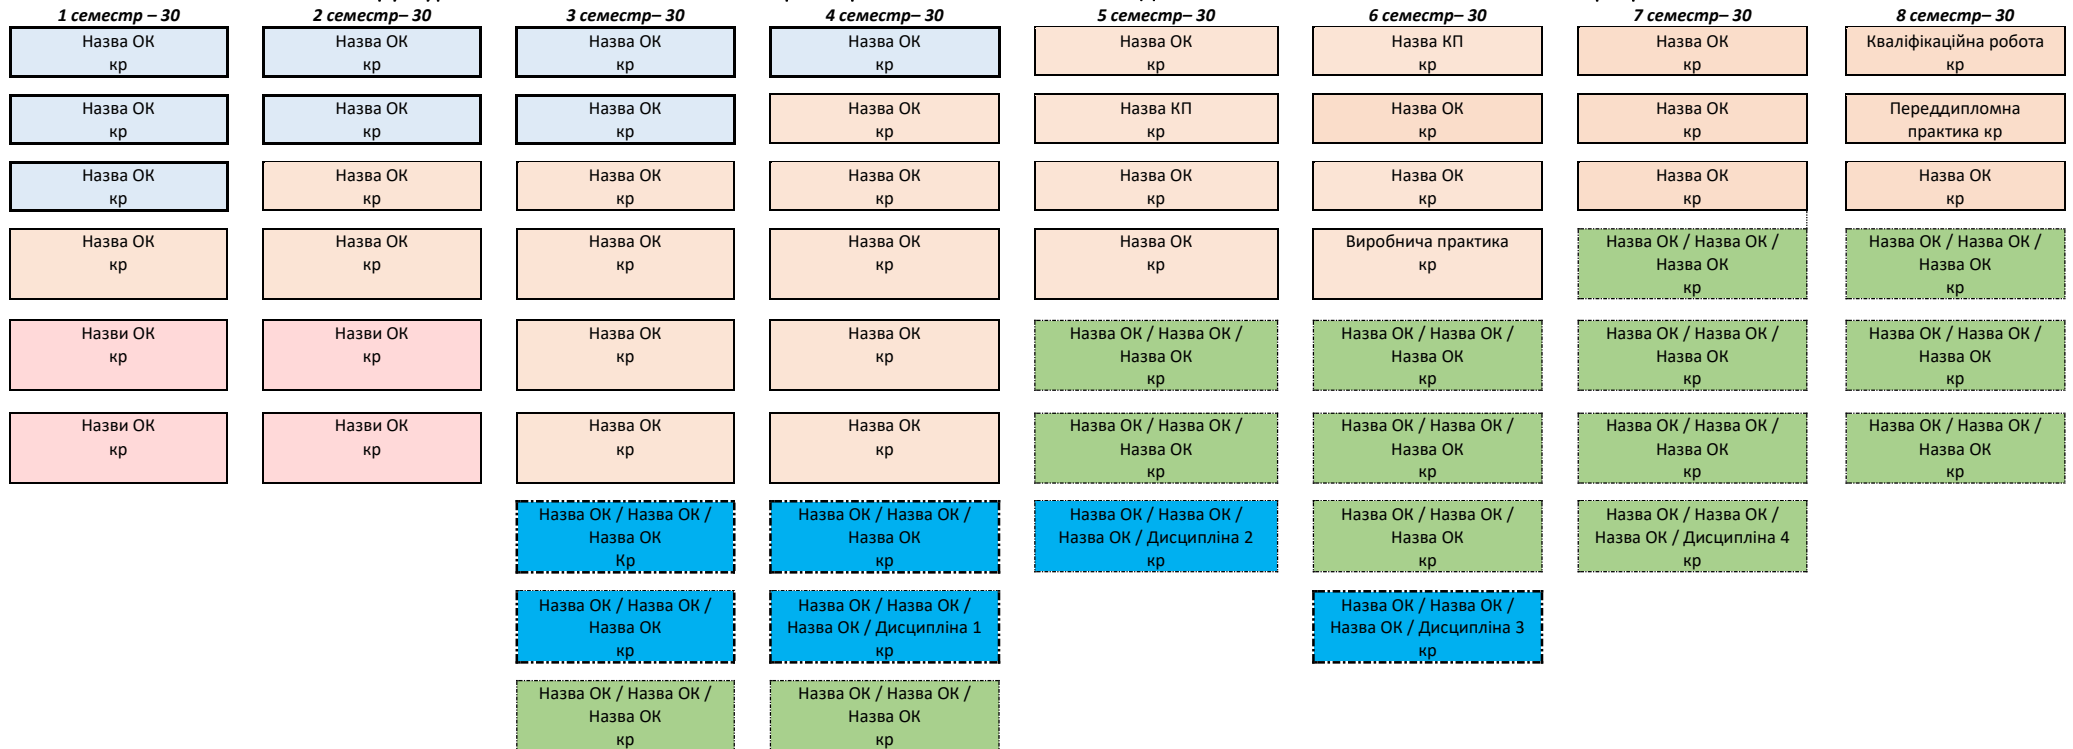 1 семестр – 30
2 семестр– 30
3 семестр– 30
4 семестр– 30
5 семестр– 30
6 семестр– 30
7 семестр– 30
8 семестр– 30
Назва ОК
кр
Назва ОК
кр
Назва ОК
кр
Назва ОК
кр
Назва ОК
кр
Назва КП
кр
Назва ОК
кр
Кваліфікаційна робота
кр
Назва ОК
кр
Назва ОК
кр
Назва ОК
кр
Назва ОК
кр
Назва КП
кр
Назва ОК
кр
Назва ОК
кр
Переддипломна
практика кр
Назва ОК
кр
Назва ОК
кр
Назва ОК
кр
Назва ОК
кр
Назва ОК
кр
Назва ОК
кр
Назва ОК
кр
Назва ОК
кр
Назва ОК
кр
Назва ОК
кр
Назва ОК
кр
Назва ОК
кр
Назва ОК
кр
Виробнича практика
кр
Назва ОК / Назва ОК /
Назва ОК
кр
Назва ОК / Назва ОК /
Назва ОК
кр
Назви ОК
кр
Назви ОК
кр
Назва ОК
кр
Назва ОК
кр
Назва ОК / Назва ОК /
Назва ОК
кр
Назва ОК / Назва ОК /
Назва ОК
кр
Назва ОК / Назва ОК /
Назва ОК
кр
Назва ОК / Назва ОК /
Назва ОК
кр
Назви ОК
кр
Назви ОК
кр
Назва ОК
кр
Назва ОК
кр
Назва ОК / Назва ОК /
Назва ОК
кр
Назва ОК / Назва ОК /
Назва ОК
кр
Назва ОК / Назва ОК /
Назва ОК
кр
Назва ОК / Назва ОК /
Назва ОК
кр
Назва ОК / Назва ОК /
Назва ОК
Кр
Назва ОК / Назва ОК /
Назва ОК
кр
Назва ОК / Назва ОК /
Назва ОК / Дисципліна 2
кр
Назва ОК / Назва ОК /
Назва ОК
кр
Назва ОК / Назва ОК /
Назва ОК / Дисципліна 4
кр
Назва ОК / Назва ОК /
Назва ОК
кр
Назва ОК / Назва ОК /
Назва ОК / Дисципліна 1
кр
Назва ОК / Назва ОК /
Назва ОК / Дисципліна 3
кр
Назва ОК / Назва ОК /
Назва ОК
кр
Назва ОК / Назва ОК /
Назва ОК
кр